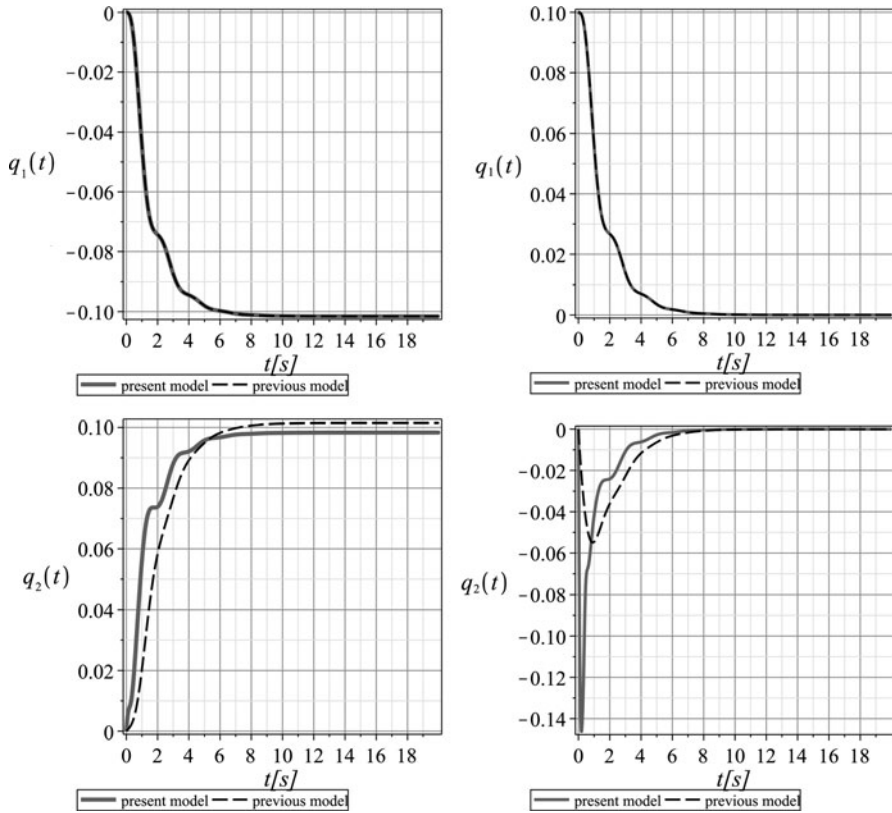 0
−0.02
−0.04
q₁(t)
−0.06
−0.08
−0.10
0 2 4 6 8 10 12 14 16 18
t[s]
present model previous model
0.10
0.08
0.06
q₁(t)
0.04
0.02
0
0 2 4 6 8 10 12 14 16 18
t[s]
present model previous model
0.10
0.08
0.06
q₂(t)
0.04
0.02
0
0 2 4 6 8 10 12 14 16 18
t[s]
present model previous model
0
−0.02
−0.04
−0.06
q₂(t)
−0.08
−0.10
−0.12
−0.14
0 2 4 6 8 10 12 14 16 18
t[s]
present model previous model